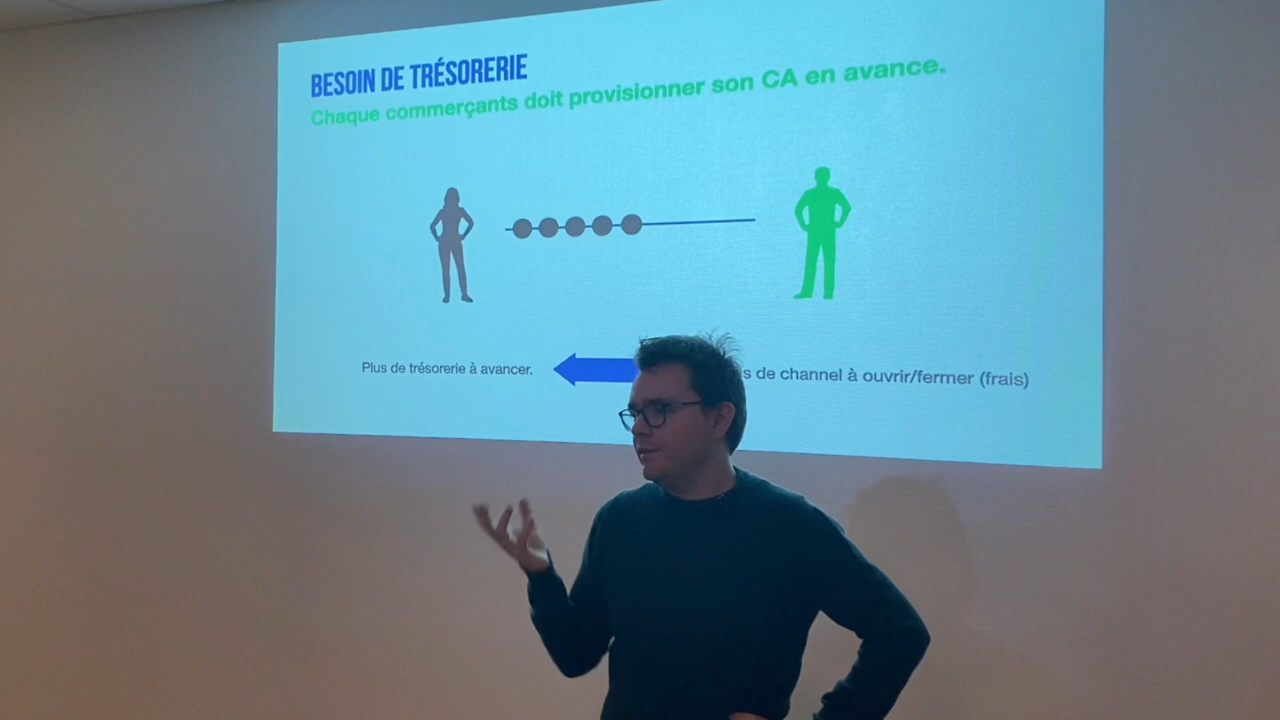 BESOIN DE TRÉSORERIE
Chaque commerçants doit provisionner son CA en avance.
Plus de trésorerie à avancer.
de channel à ouvrir/fermer (frais)